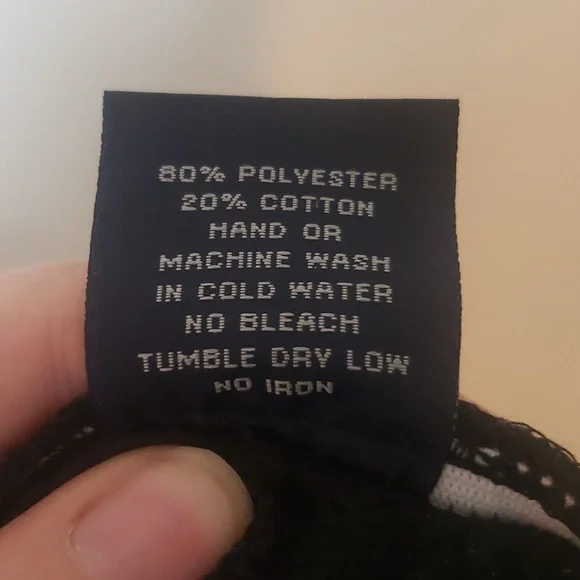 80% POLYESTER
20% COTTON
HAND OR
MACHINE WASH
IN COLD WATER
NO BLEACH
TUMBLE DRY LOW
NO IRON